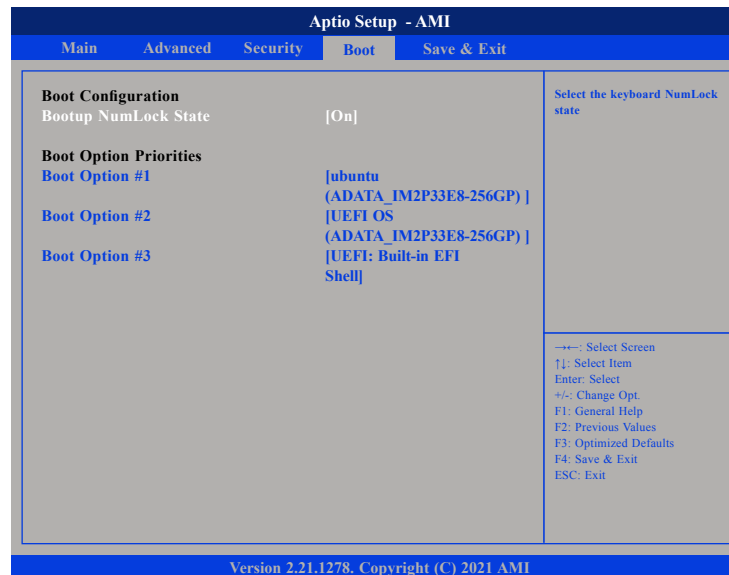 Aptio Setup - AMI
Main Advanced Security Boot Save & Exit
Boot Configuration
Bootup NumLock State [On]
Boot Option Priorities
Boot Option #1 [ubuntu
(ADATA_IM2P33E8-256GP) ]
Boot Option #2 [UEFI OS
(ADATA_IM2P33E8-256GP) ]
Boot Option #3 [UEFI: Built-in EFI
Shell]
Select the keyboard NumLock
state
→←: Select Screen
↑↓: Select Item
Enter: Select
+/-: Change Opt.
F1: General Help
F2: Previous Values
F3: Optimized Defaults
F4: Save & Exit
ESC: Exit
Version 2.21.1278. Copyright (C) 2021 AMI